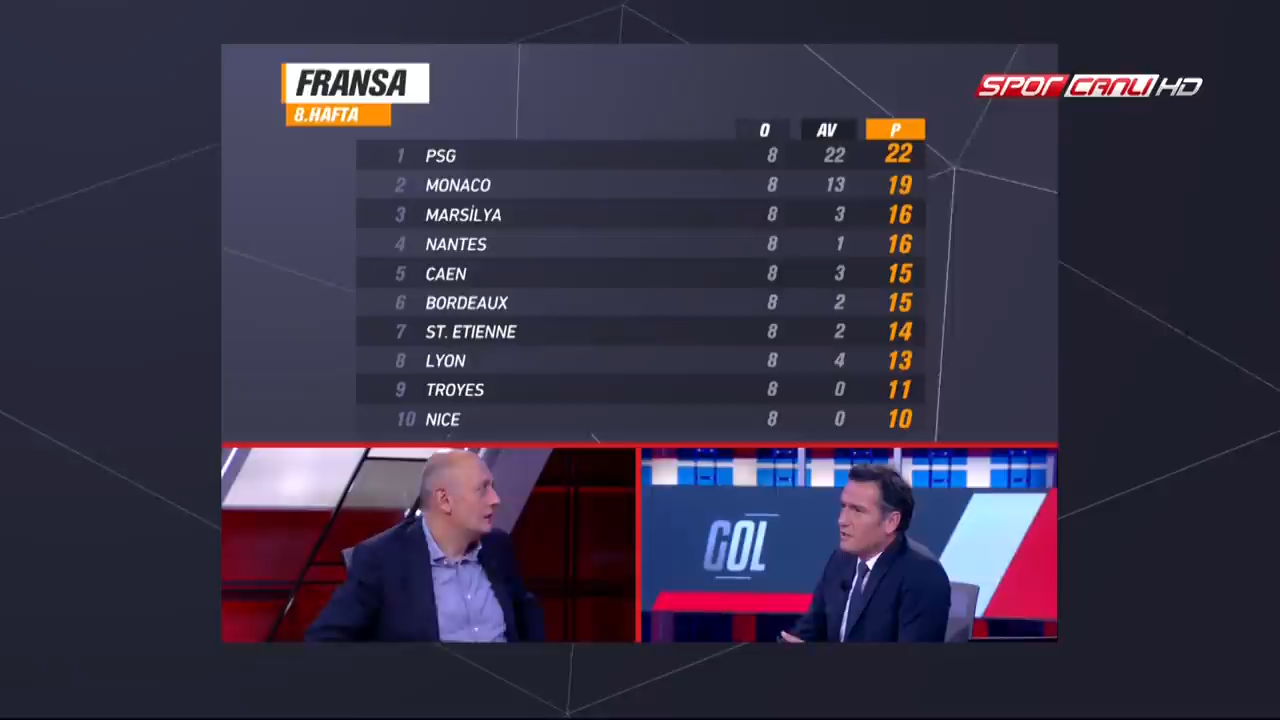 FRANSA
8.HAFTA
SPOR CANLI HD
O AV P
1 PSG 8 22 22
2 MONACO 8 13 19
3 MARSİLYA 8 3 16
4 NANTES 8 1 16
5 CAEN 8 3 15
6 BORDEAUX 8 2 15
7 ST. ETIENNE 8 2 14
8 LYON 8 4 13
9 TROYES 8 0 11
10 NICE 8 0 10
GOL